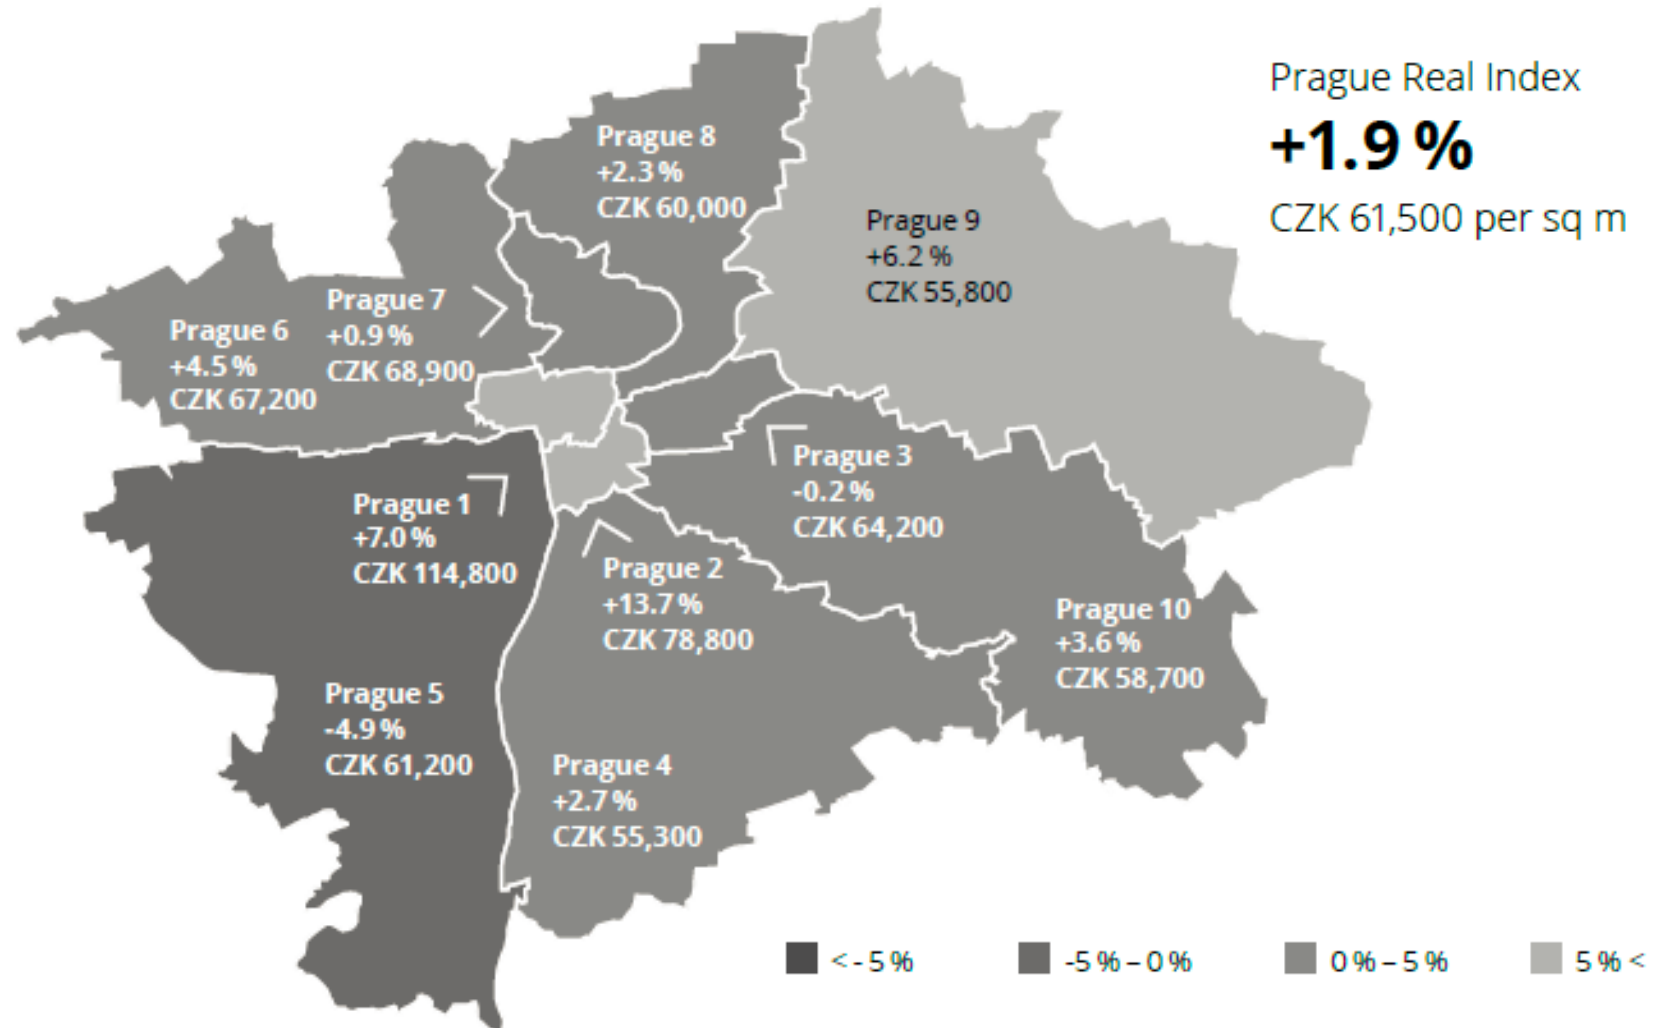 Prague Real Index
+1.9 %
CZK 61,500 per sq m
Prague 8
+2.3 %
CZK 60,000
Prague 9
+6.2 %
CZK 55,800
Prague 7
+0.9 %
CZK 68,900
Prague 6
+4.5 %
CZK 67,200
Prague 3
-0.2 %
CZK 64,200
Prague 1
+7.0 %
CZK 114,800
Prague 2
+13.7 %
CZK 78,800
Prague 10
+3.6 %
CZK 58,700
Prague 5
-4.9 %
CZK 61,200
Prague 4
+2.7 %
CZK 55,300
< - 5 %
-5 % – 0 %
0 % – 5 %
5 % <